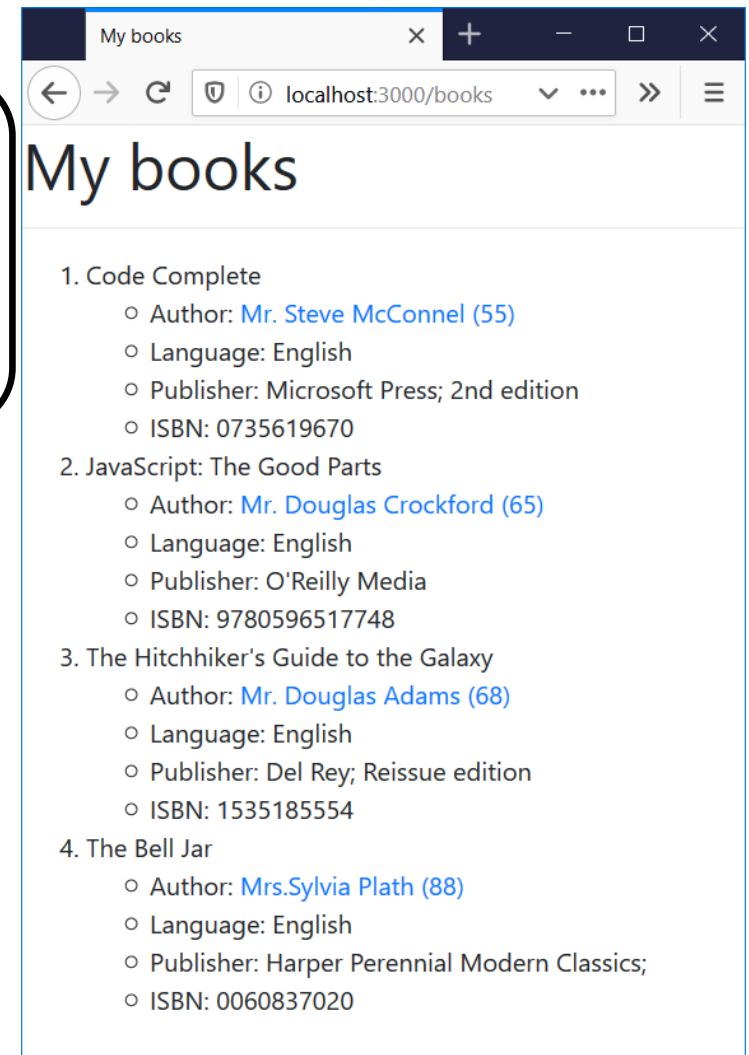 My books
localhost:3000/books
My books
1. Code Complete
Author: Mr. Steve McConnel (55)
Language: English
Publisher: Microsoft Press; 2nd edition
ISBN: 0735619670
2. JavaScript: The Good Parts
Author: Mr. Douglas Crockford (65)
Language: English
Publisher: O'Reilly Media
ISBN: 9780596517748
3. The Hitchhiker's Guide to the Galaxy
Author: Mr. Douglas Adams (68)
Language: English
Publisher: Del Rey; Reissue edition
ISBN: 1535185554
4. The Bell Jar
Author: Mrs.Sylvia Plath (88)
Language: English
Publisher: Harper Perennial Modern Classics;
ISBN: 0060837020